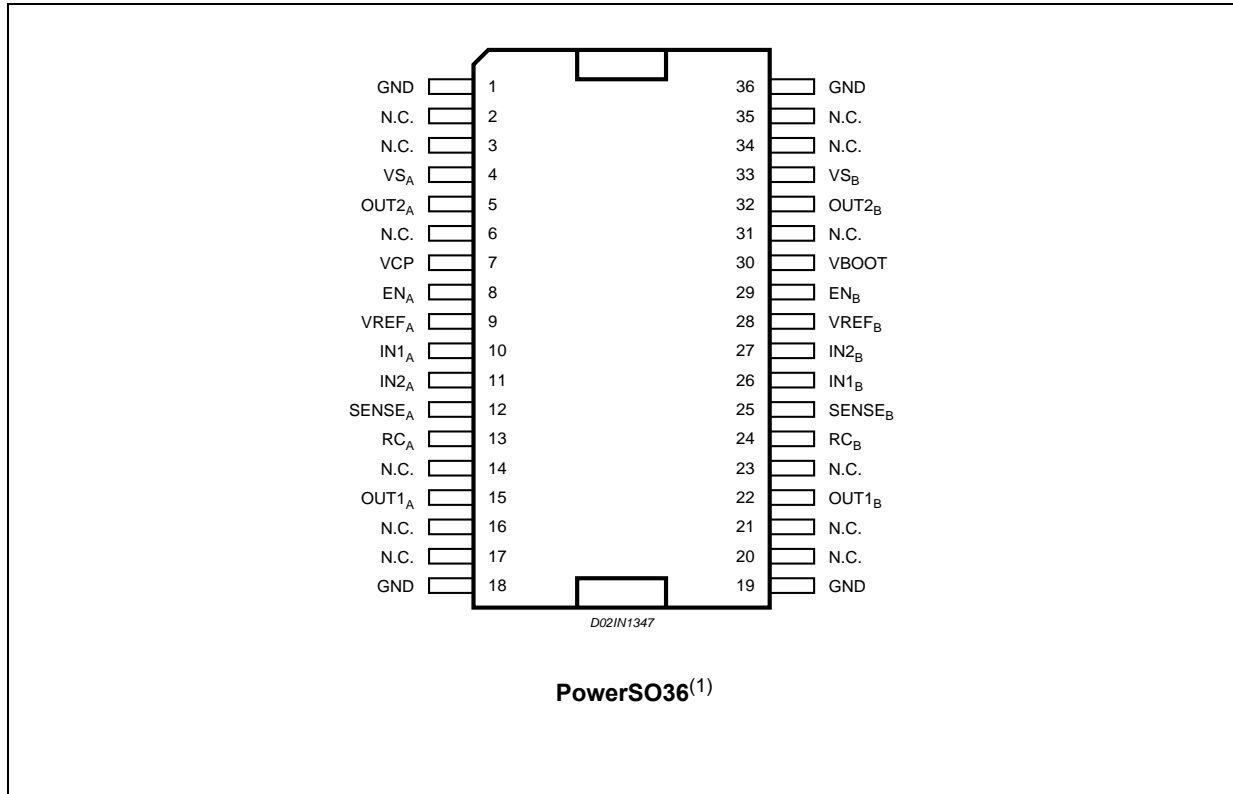 GND 1 36 GND
N.C. 2 35 N.C.
N.C. 3 34 N.C.
VSA 4 33 VSB
OUT2A 5 32 OUT2B
N.C. 6 31 N.C.
VCP 7 30 VBOOT
ENA 8 29 ENB
VREFA 9 28 VREFB
IN1A 10 27 IN2B
IN2A 11 26 IN1B
SENSEA 12 25 SENSEB
RCA 13 24 RCB
N.C. 14 23 N.C.
OUT1A 15 22 OUT1B
N.C. 16 21 N.C.
N.C. 17 20 N.C.
GND 18 19 GND
D02IN1347
PowerSO36(1)